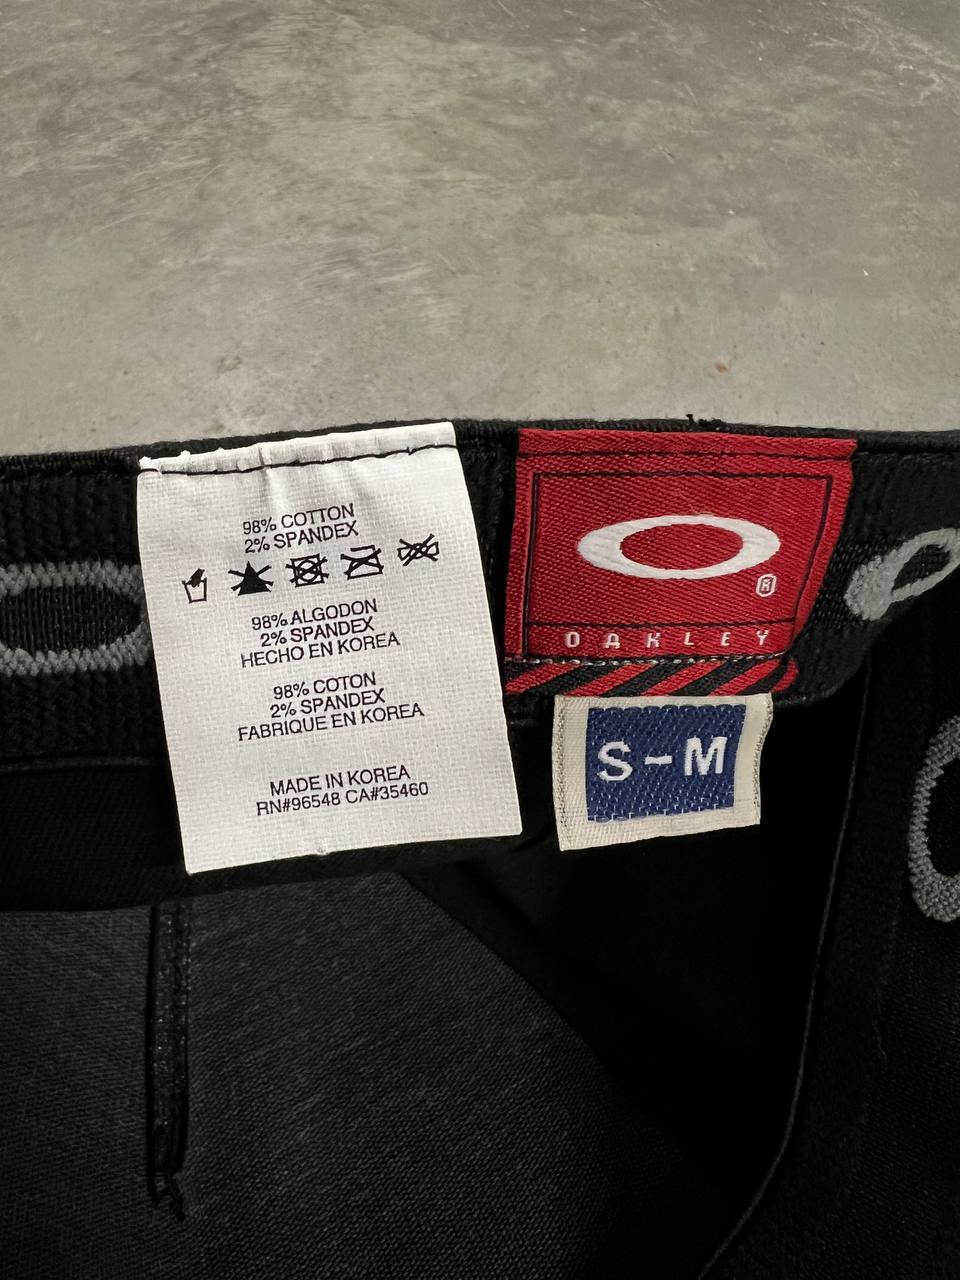 98% COTTON
2% SPANDEX
98% ALGODON
2% SPANDEX
HECHO EN KOREA
98% COTON
2% SPANDEX
FABRIQUE EN KOREA
MADE IN KOREA
RN#96548 CA#35460
®
OAKLEY
S-M